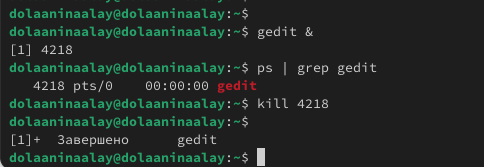 dolaaninaalay@dolaaninaalay:~$
dolaaninaalay@dolaaninaalay:~$ gedit &
[1] 4218
dolaaninaalay@dolaaninaalay:~$ ps | grep gedit
   4218 pts/0    00:00:00 gedit
dolaaninaalay@dolaaninaalay:~$ kill 4218
dolaaninaalay@dolaaninaalay:~$
[1]+  Завершено      gedit
dolaaninaalay@dolaaninaalay:~$